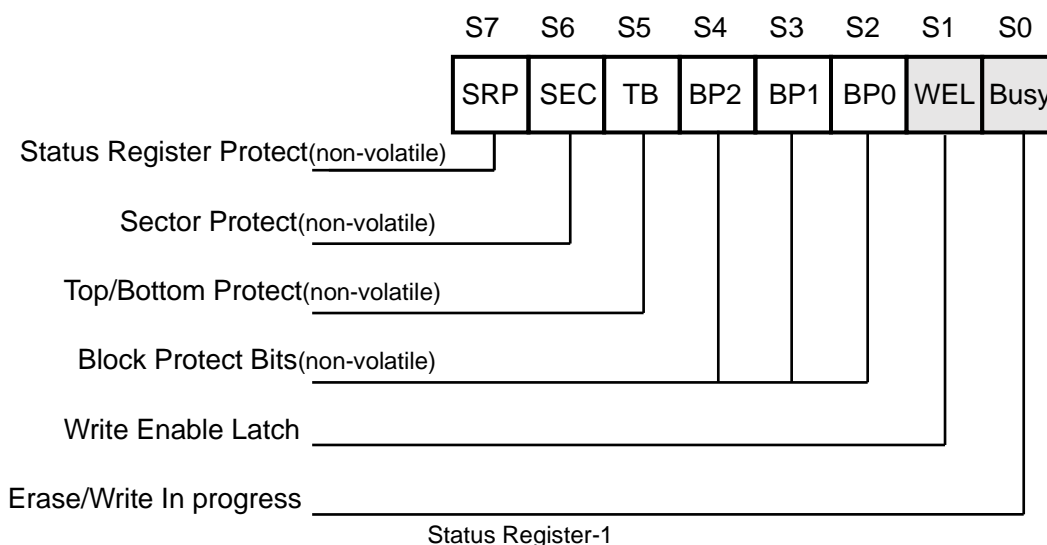 S7 S6 S5 S4 S3 S2 S1 S0
SRP SEC TB BP2 BP1 BP0 WEL Busy
Status Register Protect(non-volatile)
Sector Protect(non-volatile)
Top/Bottom Protect(non-volatile)
Block Protect Bits(non-volatile)
Write Enable Latch
Erase/Write In progress
Status Register-1